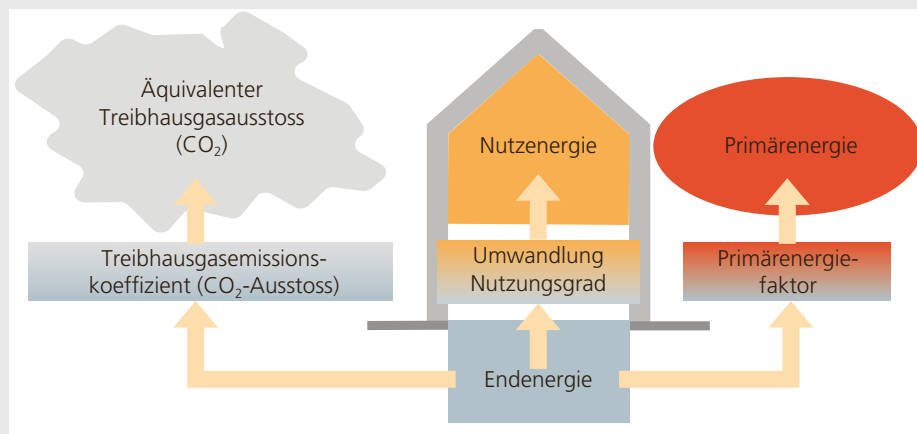 Äquivalenter
Treibhausgasausstoss
(CO₂)
Nutzenergie
Primärenergie
Treibhausgasemissions-
koeffizient (CO₂-Ausstoss)
Umwandlung
Nutzungsgrad
Primärenergie-
faktor
Endenergie